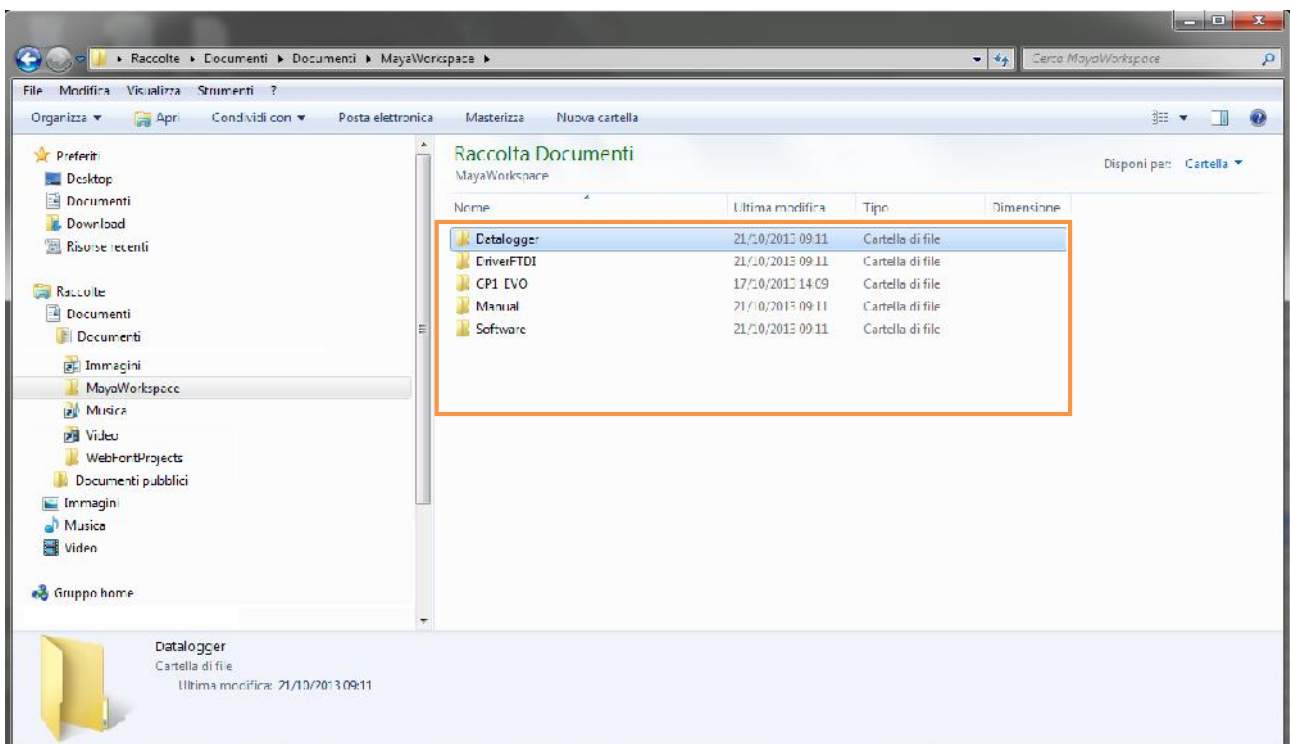 Raccolte Documenti Documenti MayaWorkspace
Cerca MayaWorkspace
File Modifica Visualizza Strumenti ?
Organizza Apri Condividi con Posta elettronica Masterizza Nuova cartella
Preferiti
Desktop
Documenti
Download
Risorse recenti
Raccolte
Documenti
Documenti
Immagini
MayaWorkspace
Musica
Video
WebFontProjects
Documenti pubblici
Immagini
Musica
Video
Gruppo home
Raccolta Documenti
MayaWorkspace
Disponi per: Cartella
Nome Ultima modifica Tipo Dimensione
Datalogger 21/10/2013 09:11 Cartella di file
DriverFTDI 21/10/2013 09:11 Cartella di file
CP1 EVO 17/10/2013 14:09 Cartella di file
Manual 21/10/2013 09:11 Cartella di file
Software 21/10/2013 09:11 Cartella di file
Datalogger
Cartella di file
Ultima modifica: 21/10/2013 09:11